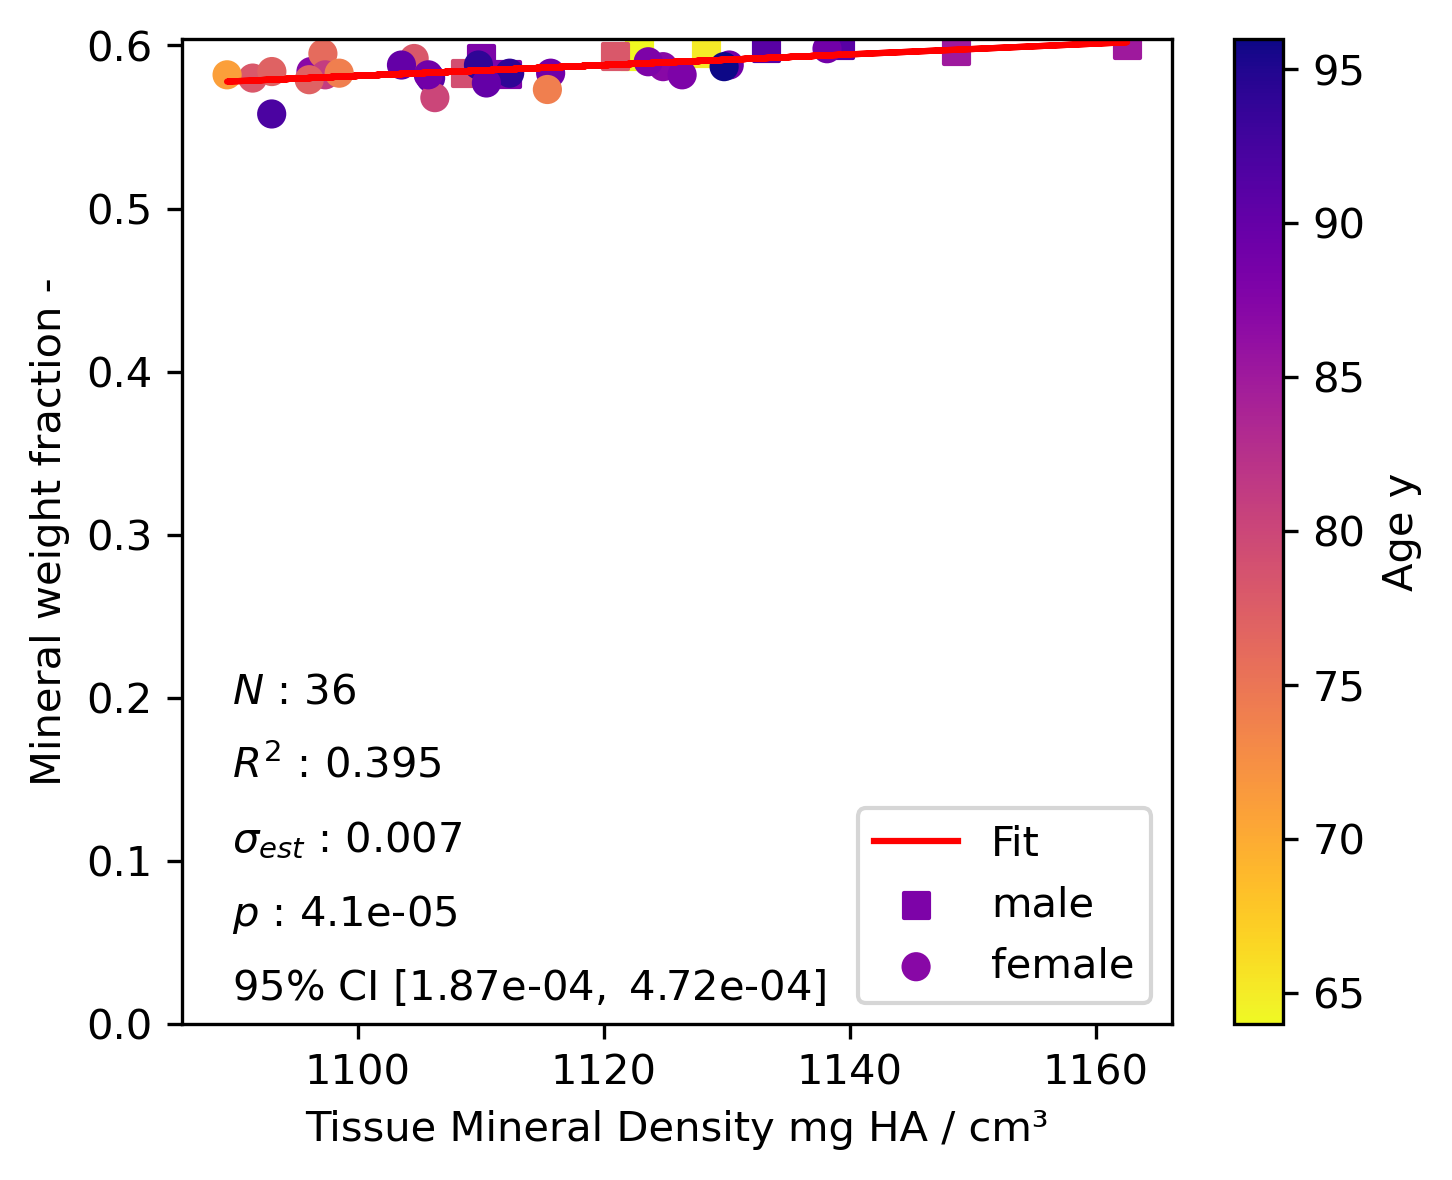 0.6
0.5
0.4
0.3
0.2
0.1
0.0
Mineral weight fraction -
N : 36
R² : 0.395
σest : 0.007
p : 4.1e-05
95% CI [1.87e-04, 4.72e-04]
Fit
male
female
1100
1120
1140
1160
Tissue Mineral Density mg HA / cm³
95
90
85
80
75
70
65
Age y